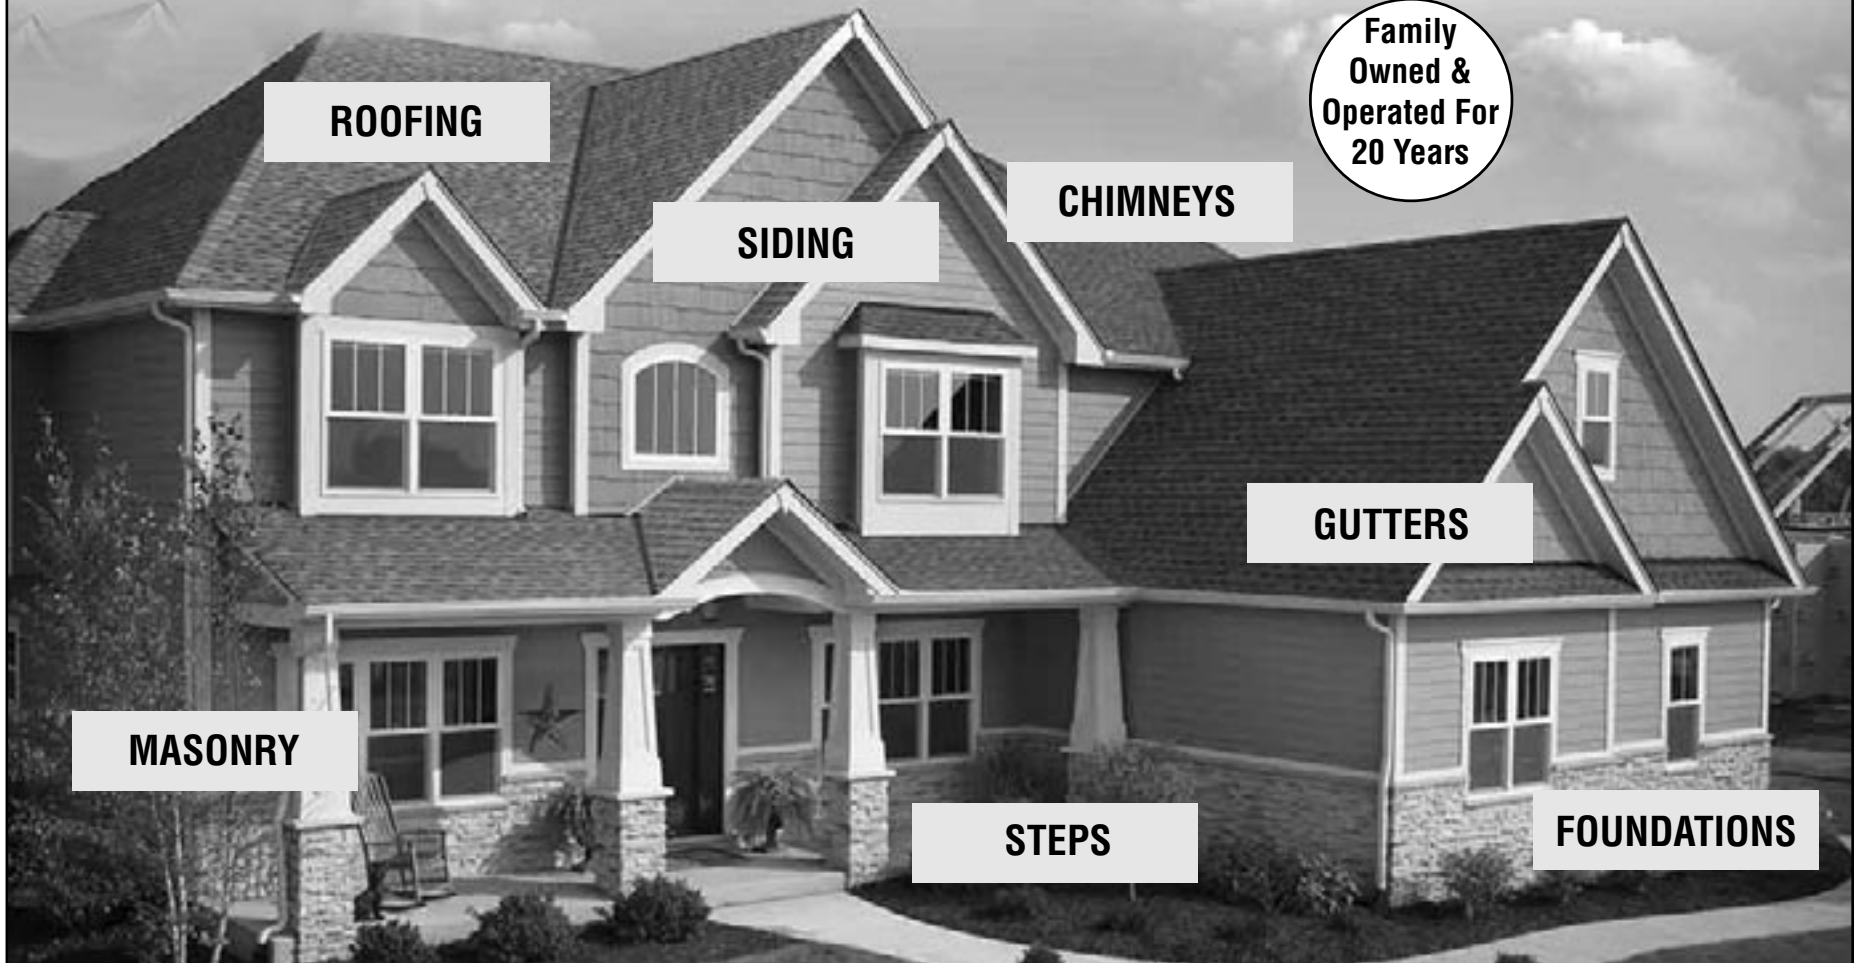 Family
Owned &
Operated For
20 Years
ROOFING
CHIMNEYS
SIDING
GUTTERS
MASONRY
STEPS
FOUNDATIONS